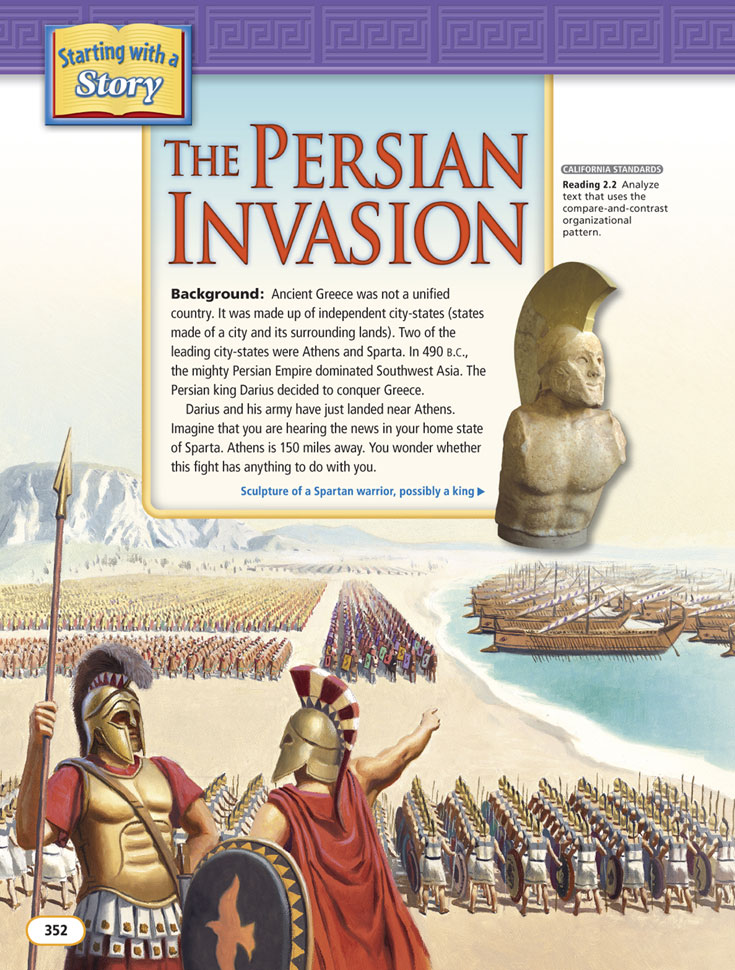 Starting with a
Story
THE PERSIAN
INVASION
CALIFORNIA STANDARDS
Reading 2.2 Analyze
text that uses the
compare-and-contrast
organizational
pattern.
Background: Ancient Greece was not a unified
country. It was made up of independent city-states (states
made of a city and its surrounding lands). Two of the
leading city-states were Athens and Sparta. In 490 B.C.,
the mighty Persian Empire dominated Southwest Asia. The
Persian king Darius decided to conquer Greece.
Darius and his army have just landed near Athens.
Imagine that you are hearing the news in your home state
of Sparta. Athens is 150 miles away. You wonder whether
this fight has anything to do with you.
Sculpture of a Spartan warrior, possibly a king ▶
352